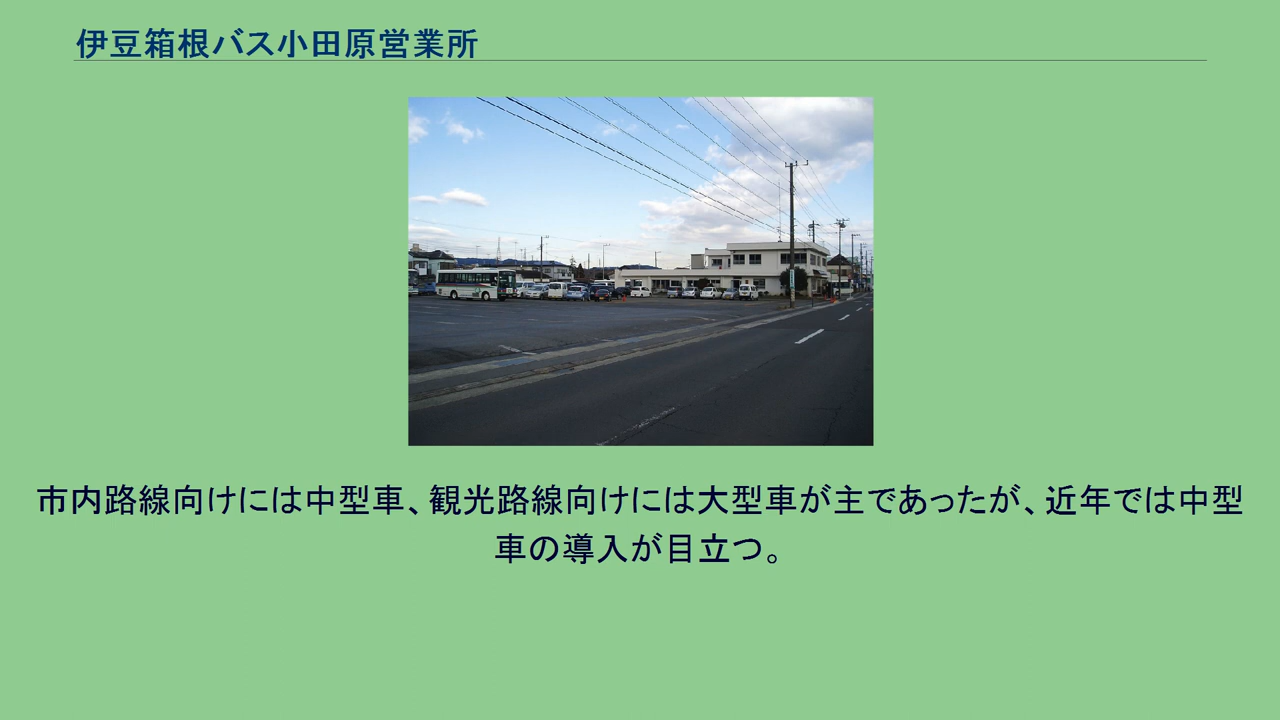 伊豆箱根バス小田原営業所
市内路線向けには中型車、観光路線向けには大型車が主であったが、近年では中型
車の導入が目立つ。